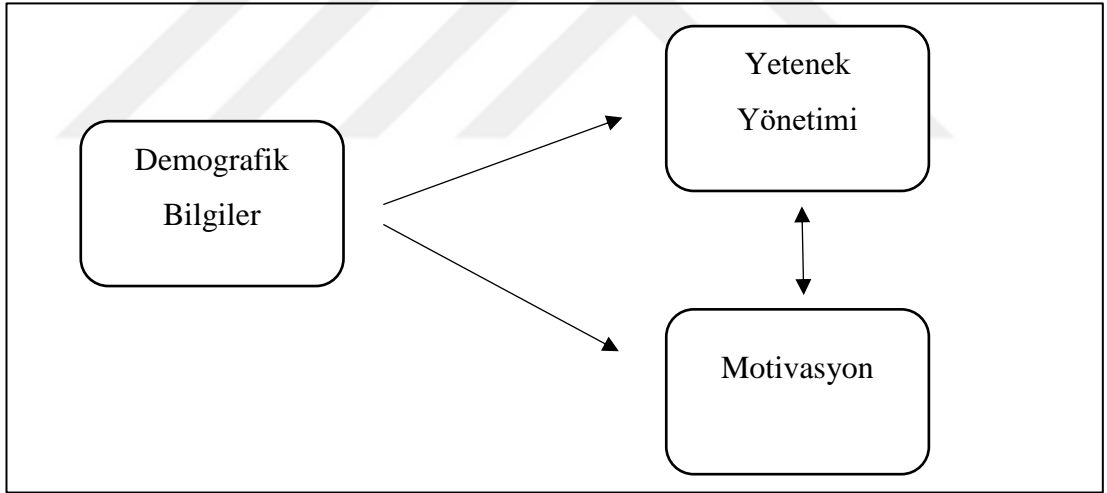 Demografik
Bilgiler
Yetenek
Yönetimi
Motivasyon